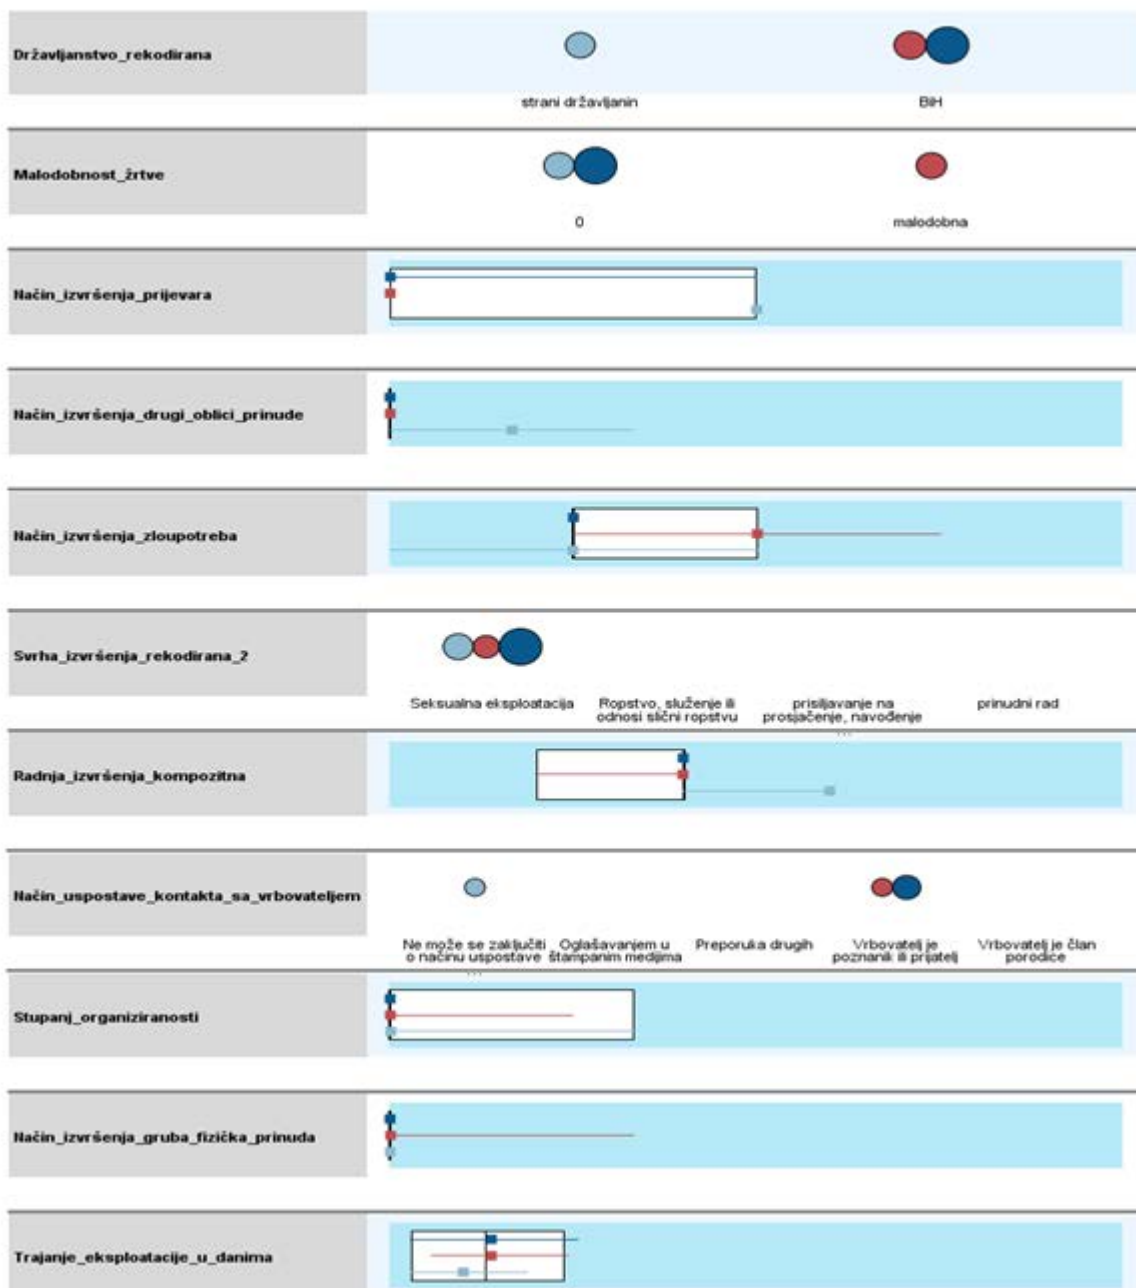 Državljanstvo_rekodirana
strani državljanin BiH
Malodobnost_žrtve
0 malodobna
Način_izvršenja_prijevara
Način_izvršenja_drugi_oblici_prinude
Način_izvršenja_zloupotreba
Svrha_izvršenja_rekodirana_2
Seksualna eksploatacija Ropstvo, služenje ili prisiljavanje na prinudni rad
odnosi slični ropstvu prosjačenje, navođenje
...
Radnja_izvršenja_kompozitna
Način_uspostave_kontakta_sa_vrbovateljem
Ne može se zaključiti Oglašavanjem u Preporuka drugih Vrbovatelj je Vrbovatelj je član
o načinu uspostave štampanim medijima poznanik ili prijatelj porodice
...
Stupanj_organiziranosti
Način_izvršenja_gruba_fizička_prinuda
Trajanje_eksploatacije_u_danima